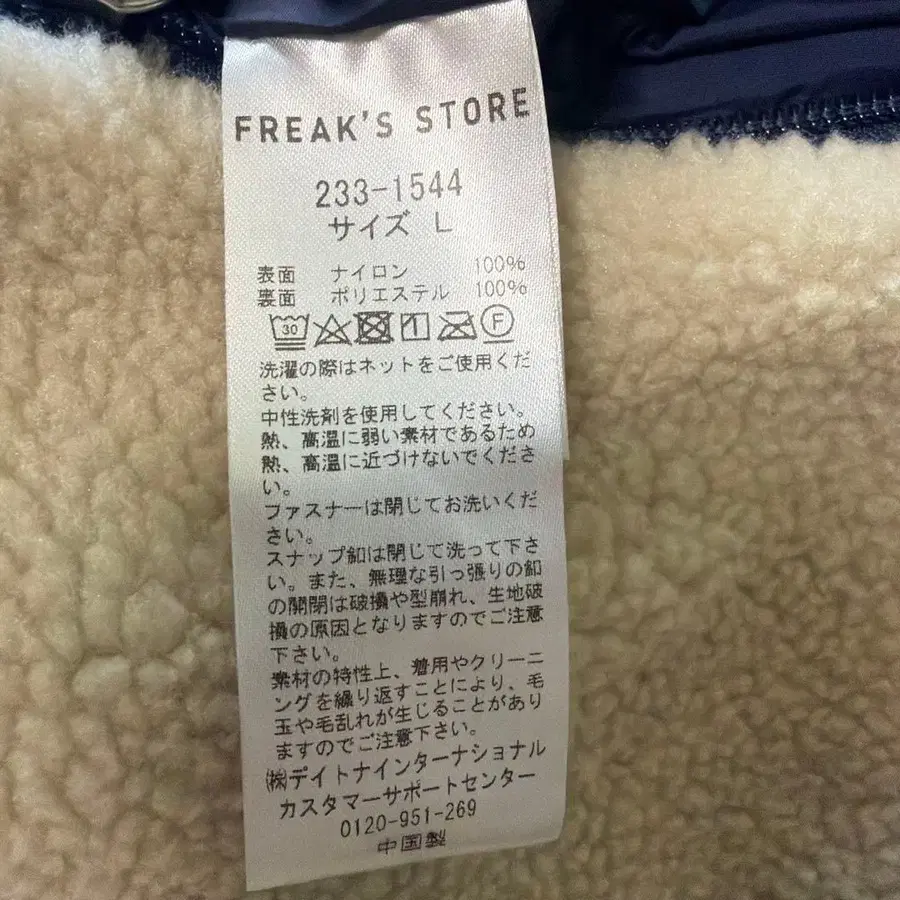 FREAK'S STORE
233-1544
サイズ L
表面 ナイロン 100%
裏面 ポリエステル 100%
30 F
洗濯の際はネットをご使用くだ
さい。
中性洗剤を使用してください。
熱、高温に弱い素材であるため
熱、高温に近づけないでくださ
い。
ファスナーは閉じてお洗いくだ
さい。
スナップ釦は閉じて洗って下さ
い。また、無理な引っ張りの釦
の開閉は破損や型崩れ、生地破
損の原因となりますのでご注意
下さい。
素材の特性上、着用やクリーニ
ングを繰り返すことにより、毛
玉や毛乱れが生じることがあり
ますのでご注意下さい。
㈱デイトナインターナショナル
カスタマーサポートセンター
0120-951-269
中国製